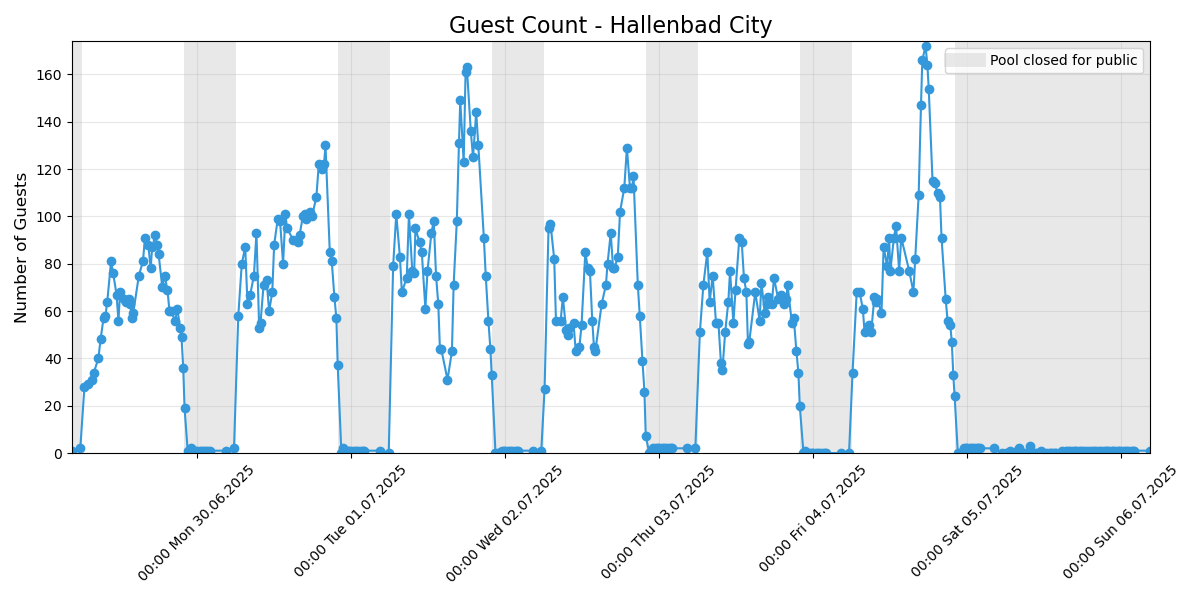 Guest Count - Hallenbad City
Pool closed for public
Number of Guests
160
140
120
100
80
60
40
20
0
00:00 Mon 30.06.2025
00:00 Tue 01.07.2025
00:00 Wed 02.07.2025
00:00 Thu 03.07.2025
00:00 Fri 04.07.2025
00:00 Sat 05.07.2025
00:00 Sun 06.07.2025